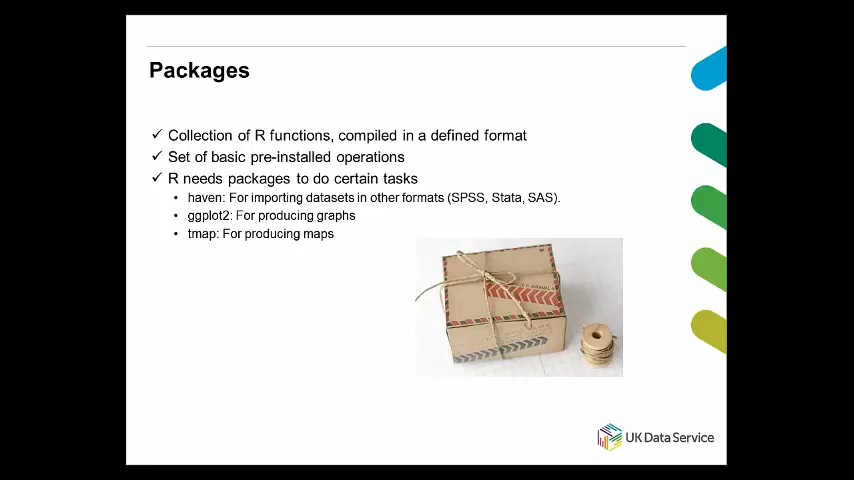 Packages
✓ Collection of R functions, compiled in a defined format
✓ Set of basic pre-installed operations
✓ R needs packages to do certain tasks
• haven: For importing datasets in other formats (SPSS, Stata, SAS).
• ggplot2: For producing graphs
• tmap: For producing maps
UK Data Service